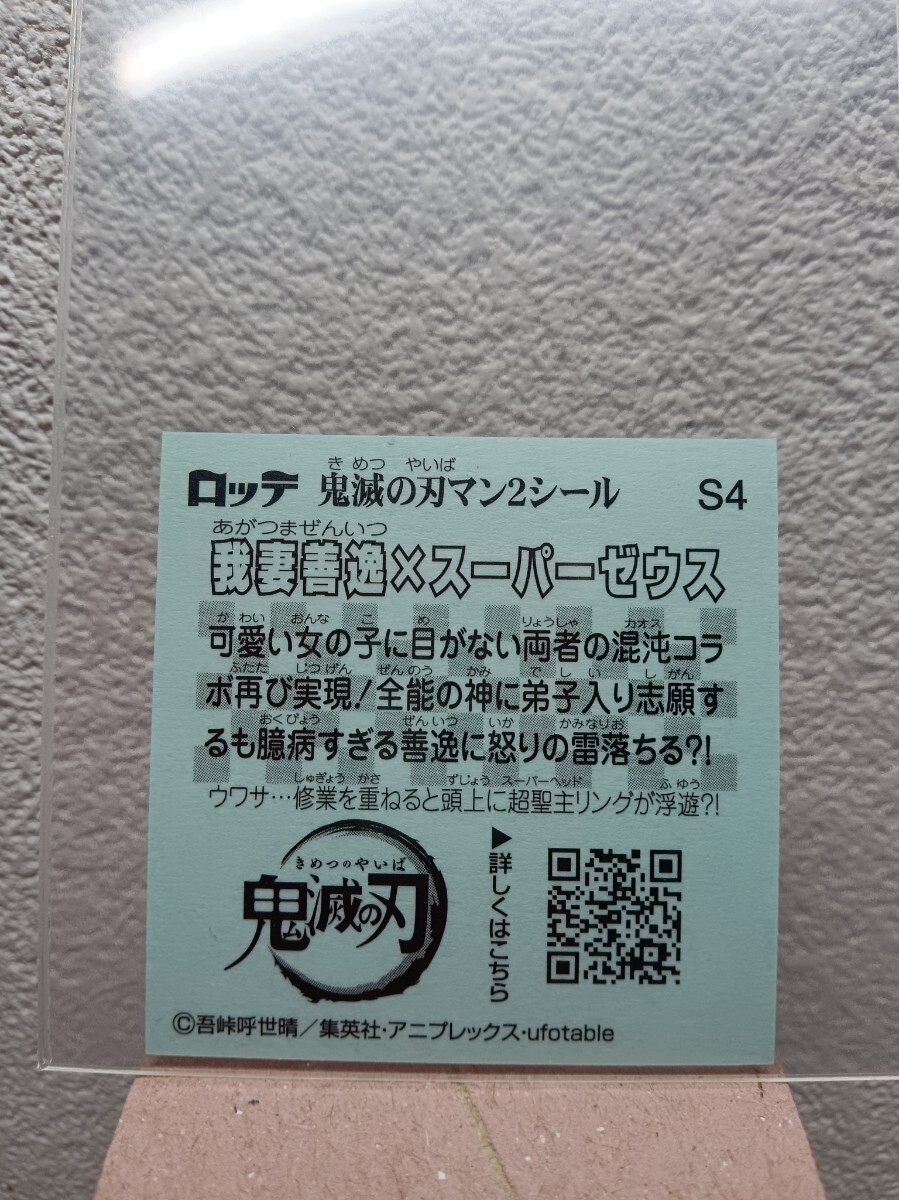 ロッテ 鬼滅の刃マン2シール S4
きめつ やいば
あがつまぜんいつ
我妻善逸×スーパーゼウス
かわい おんな こ め りょうしゃ カオス
可愛い女の子に目がない両者の混沌コラ
ふたた じつげん ぜんのう かみ でしい しがん
ボ再び実現!全能の神に弟子入り志願す
おくびょう ぜんいつ いか かみなりお
るも臆病すぎる善逸に怒りの雷落ちる?!
しゅぎょう かさ ずじょう スーパーヘッド ふゆう
ウワサ…修業を重ねると頭上に超聖主リングが浮遊?!
きめつのやいば
鬼滅の刃
▶詳しくはこちら
©吾峠呼世晴/集英社・アニプレックス・ufotable